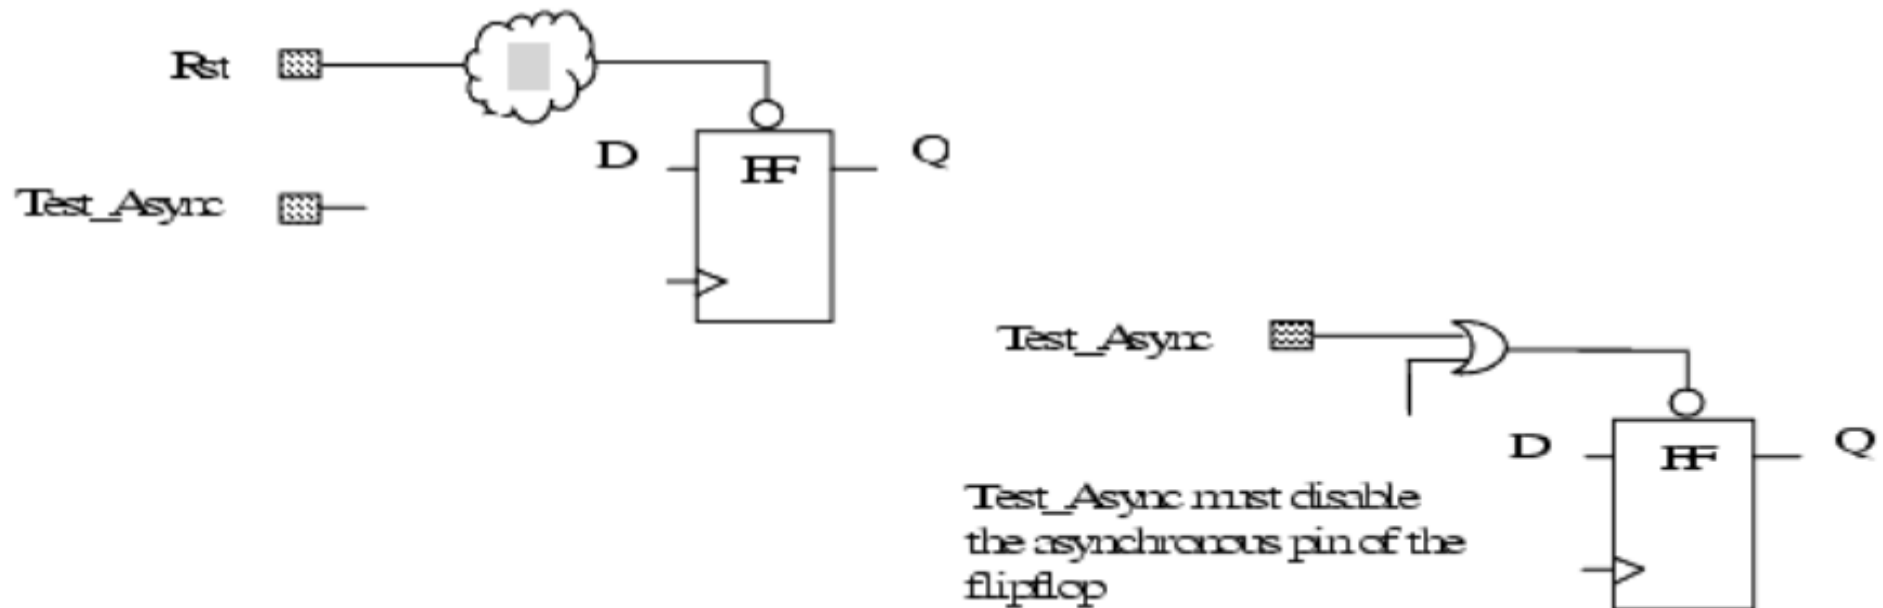 Rst
D
FF
Q
Test_Async
Test_Async
D
FF
Q
Test_Async must disable
the asynchronous pin of the
flipflop